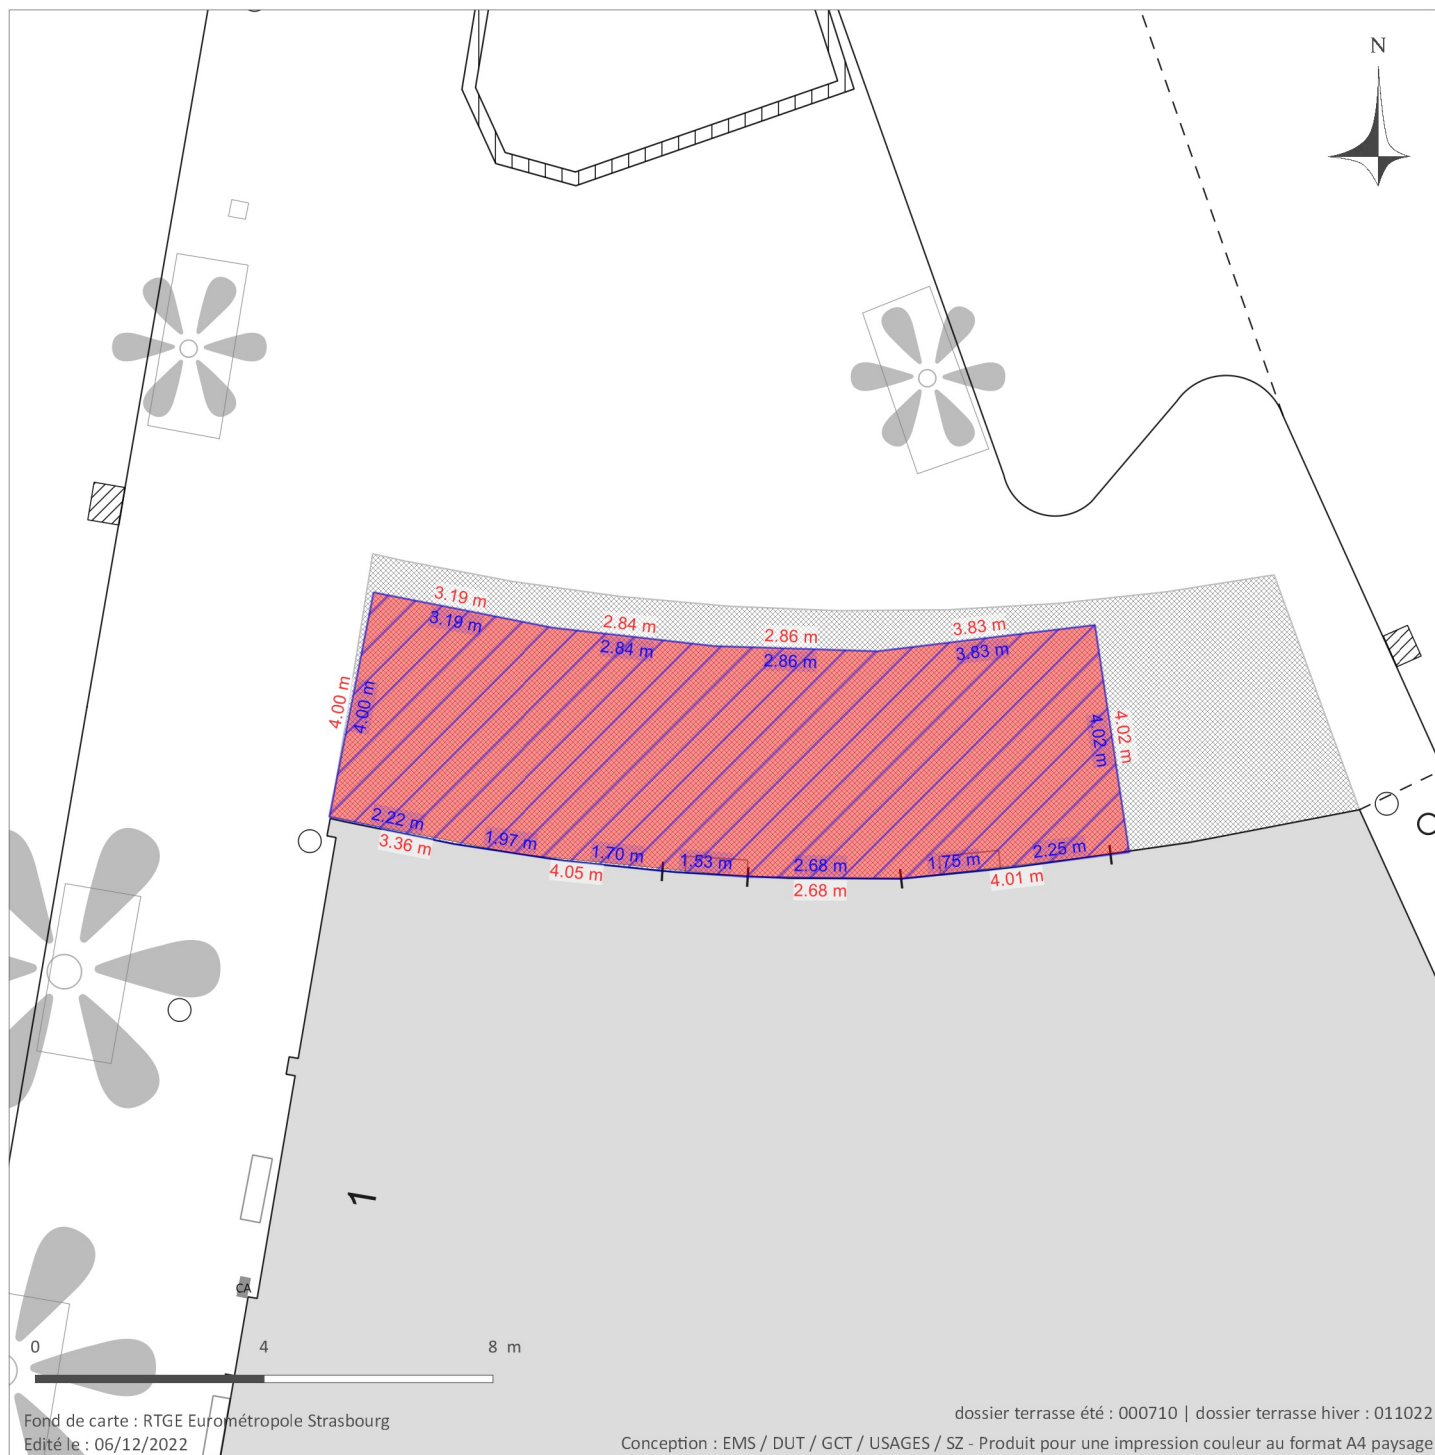 N
3.19 m
3.19 m
2.84 m
2.84 m
2.86 m
2.86 m
3.83 m
3.83 m
4.00 m
4.00 m
4.02 m
4.02 m
2.22 m
3.36 m
1.97 m
4.05 m
1.70 m
1.53 m
2.68 m
2.68 m
1.75 m
2.25 m
4.01 m
1
CA
0 4 8 m
Fond de carte : RTGE Eurométropole Strasbourg
Edité le : 06/12/2022
dossier terrasse été : 000710 | dossier terrasse hiver : 011022
Conception : EMS / DUT / GCT / USAGES / SZ - Produit pour une impression couleur au format A4 paysage